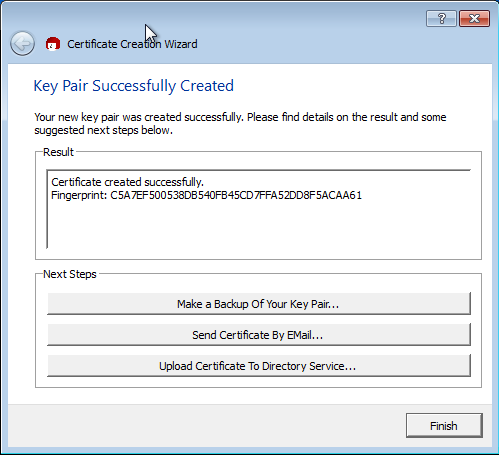 Certificate Creation Wizard
Key Pair Successfully Created
Your new key pair was created successfully. Please find details on the result and some
suggested next steps below.
Result
Certificate created successfully.
Fingerprint: C5A7EF500538DB540FB45CD7FFA52DD8F5ACAA61
Next Steps
Make a Backup Of Your Key Pair...
Send Certificate By EMail...
Upload Certificate To Directory Service...
Finish